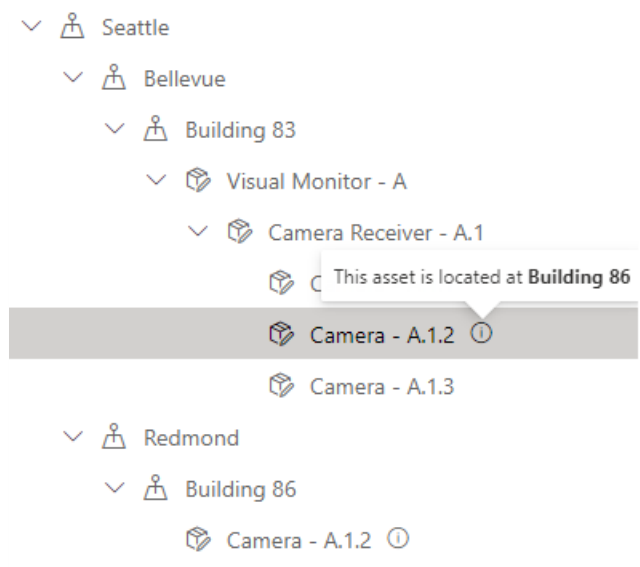 Seattle
Bellevue
Building 83
Visual Monitor - A
Camera Receiver - A.1
This asset is located at Building 86
Camera - A.1.2
Camera - A.1.3
Redmond
Building 86
Camera - A.1.2